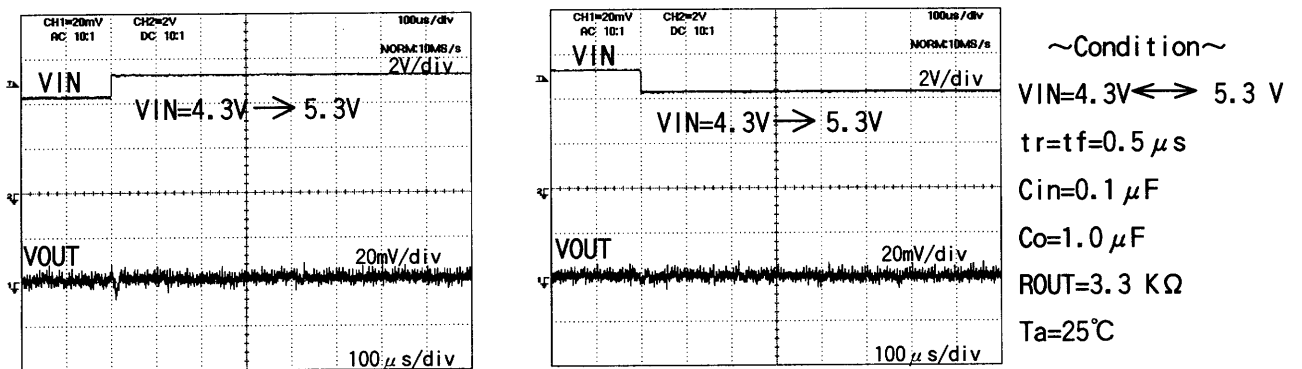 CH1=20mV CH2=2V 100us/div
AC 10:1 DC 10:1
NORM:10MS/s
2V/div
VIN
VIN=4.3V → 5.3V
VOUT
20mV/div
100μs/div
CH1=20mV CH2=2V 100us/div
AC 10:1 DC 10:1
NORM:10MS/s
VIN
2V/div
VIN=4.3V → 5.3V
VOUT
20mV/div
100μs/div
~Condition~
VIN=4.3V ↔ 5.3 V
tr=tf=0.5μs
Cin=0.1μF
Co=1.0μF
ROUT=3.3 KΩ
Ta=25℃